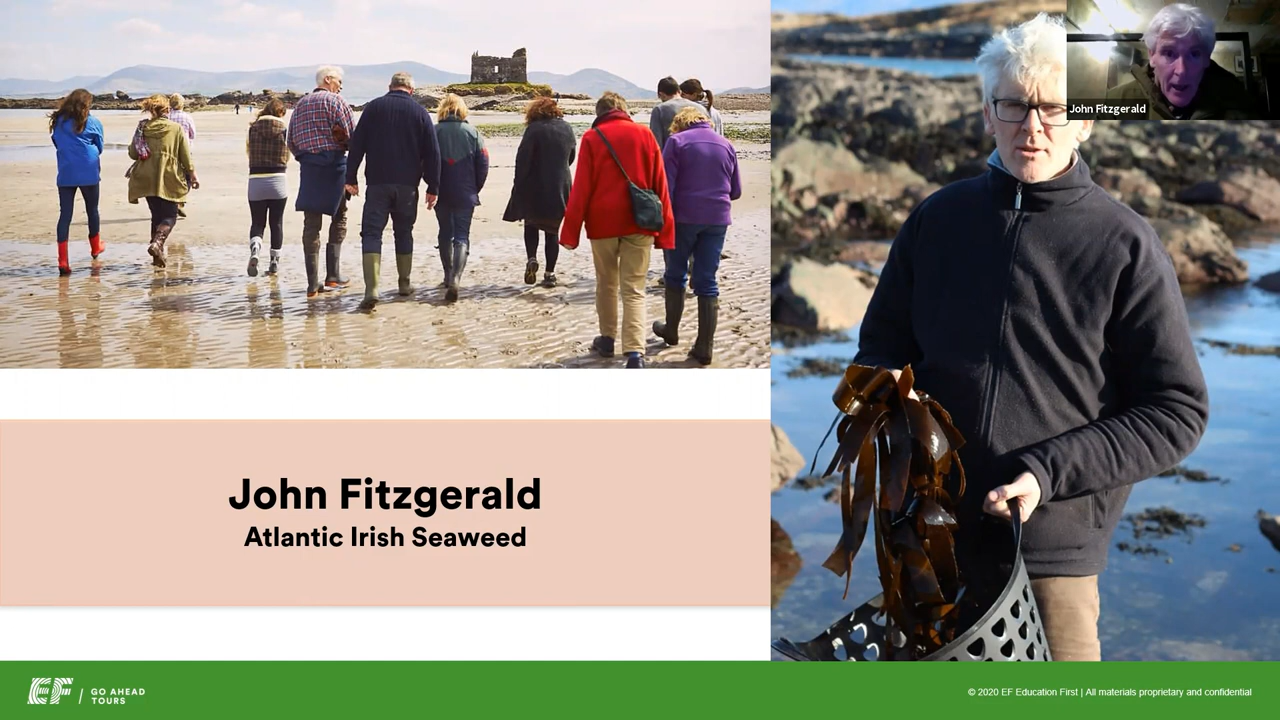 John Fitzgerald
John Fitzgerald
Atlantic Irish Seaweed
EF / GO AHEAD
TOURS
© 2020 EF Education First | All materials proprietary and confidential